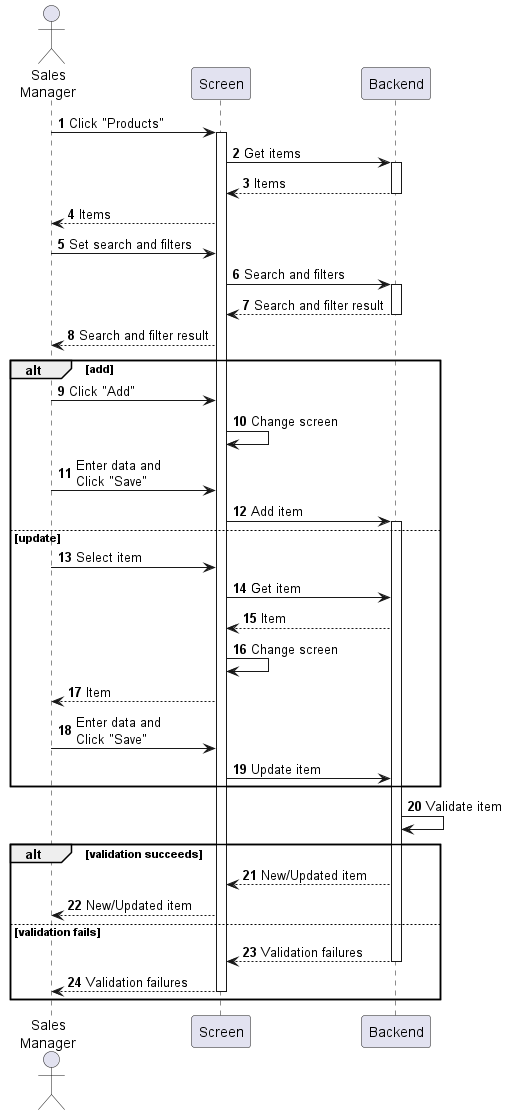 Sales
Manager
Screen
Backend
1 Click "Products"
2 Get items
3 Items
4 Items
5 Set search and filters
6 Search and filters
7 Search and filter result
8 Search and filter result
alt [add]
9 Click "Add"
10 Change screen
11 Enter data and
Click "Save"
12 Add item
[update]
13 Select item
14 Get item
15 Item
16 Change screen
17 Item
18 Enter data and
Click "Save"
19 Update item
20 Validate item
alt [validation succeeds]
21 New/Updated item
22 New/Updated item
[validation fails]
23 Validation failures
24 Validation failures
Sales
Manager
Screen
Backend